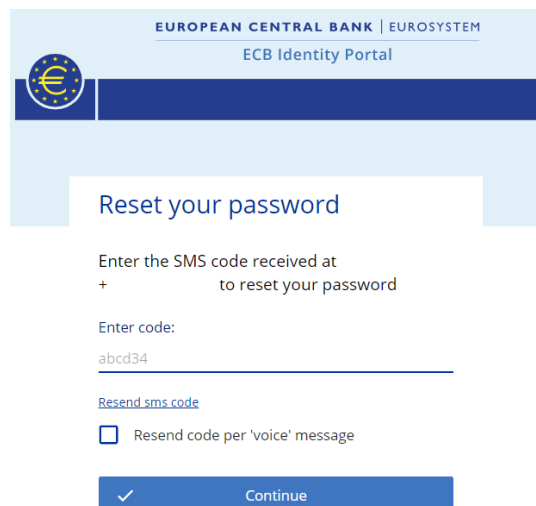 EUROPEAN CENTRAL BANK | EUROSYSTEM
ECB Identity Portal
Reset your password
Enter the SMS code received at
+ to reset your password
Enter code:
abcd34
Resend sms code
Resend code per 'voice' message
Continue